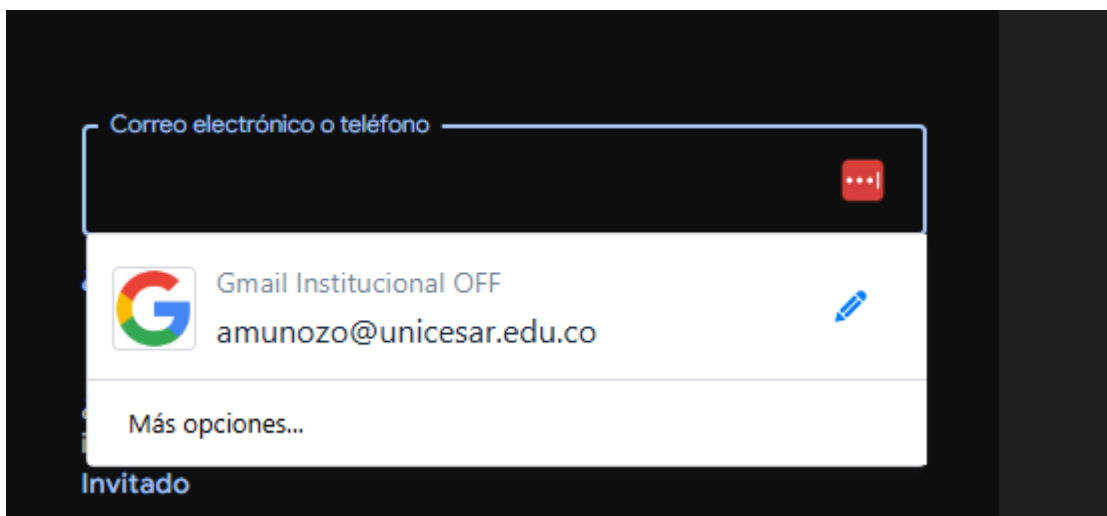 Correo electrónico o teléfono
Gmail Institucional OFF
amunozo@unicesar.edu.co
Más opciones...
Invitado